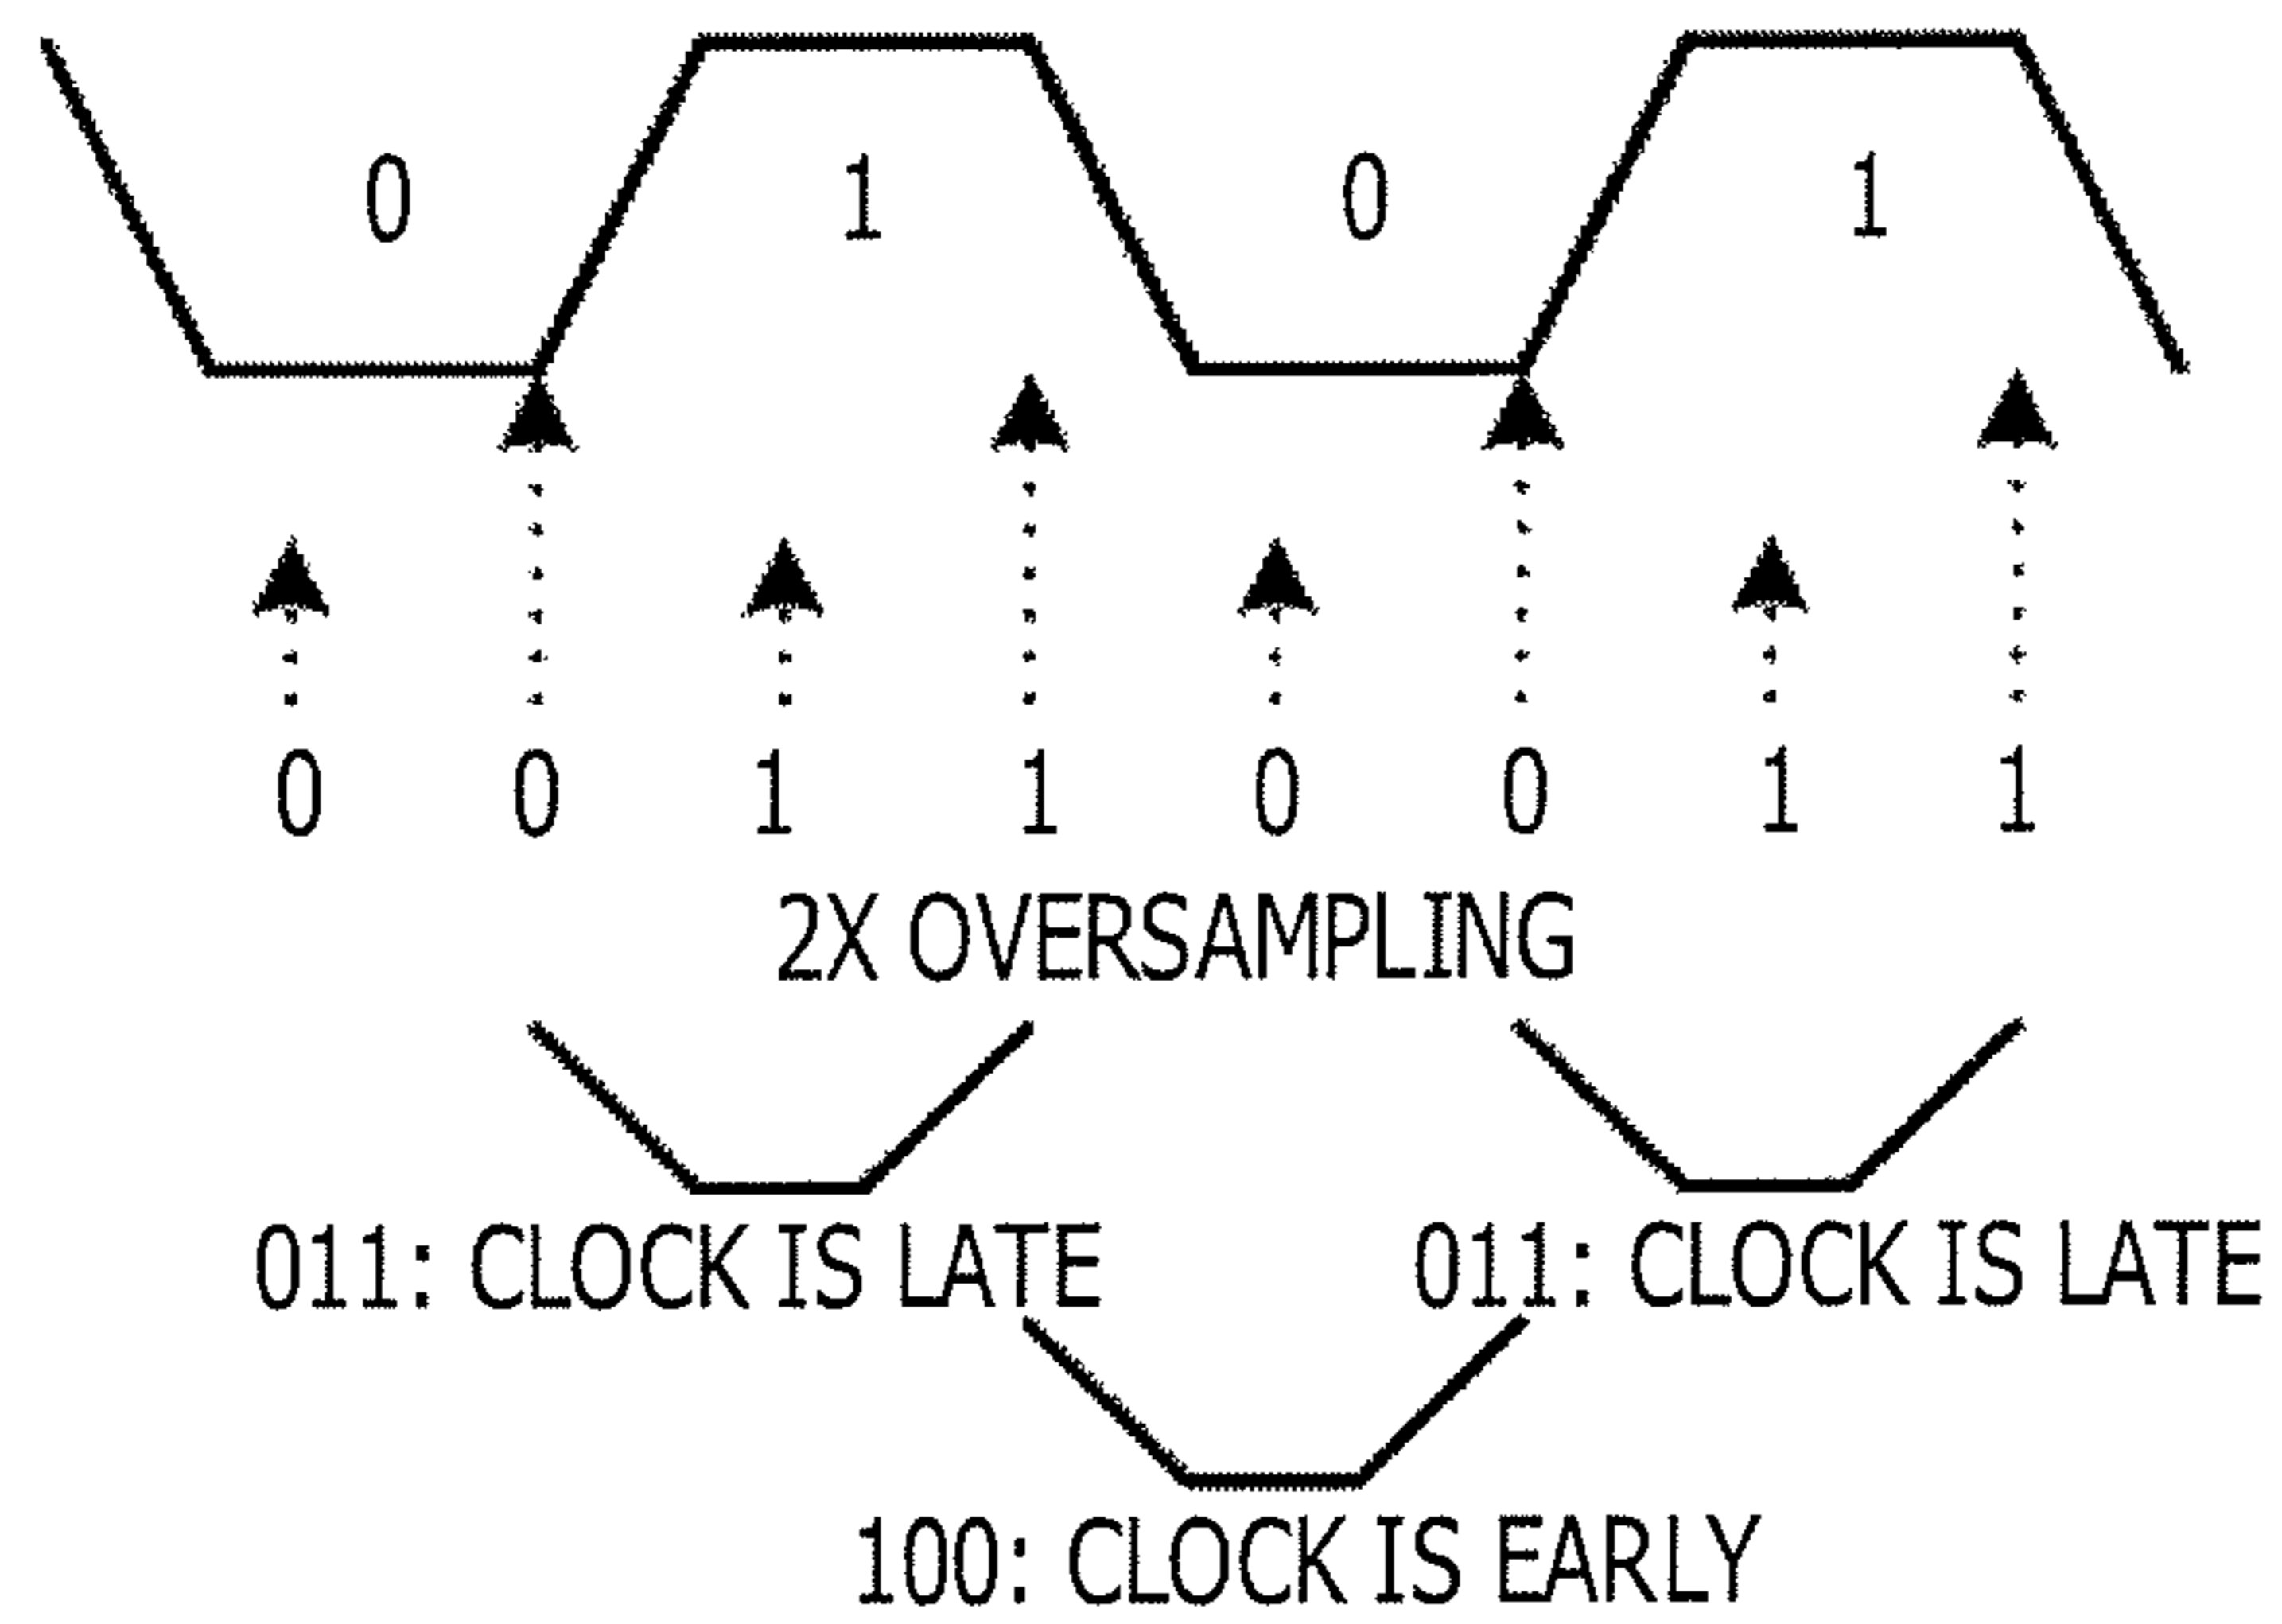 0 1 0 1
0 0 1 1 0 0 1 1
2X OVERSAMPLING
011: CLOCK IS LATE 011: CLOCK IS LATE
100: CLOCK IS EARLY